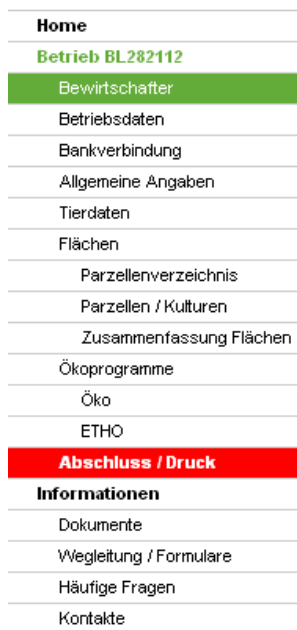 Home
Betrieb BL282112
Bewirtschafter
Betriebsdaten
Bankverbindung
Allgemeine Angaben
Tierdaten
Flächen
Parzellenverzeichnis
Parzellen / Kulturen
Zusammenfassung Flächen
Ökoprogramme
Öko
ETHO
Abschluss / Druck
Informationen
Dokumente
Wegleitung / Formulare
Häufige Fragen
Kontakte